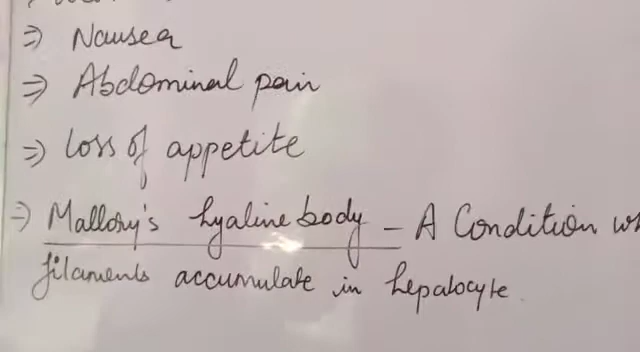 ⇒ Nausea
⇒ Abdominal pain
⇒ Loss of appetite
⇒ Mallory's hyaline body – A Condition
filaments accumulate in hepatocyte.